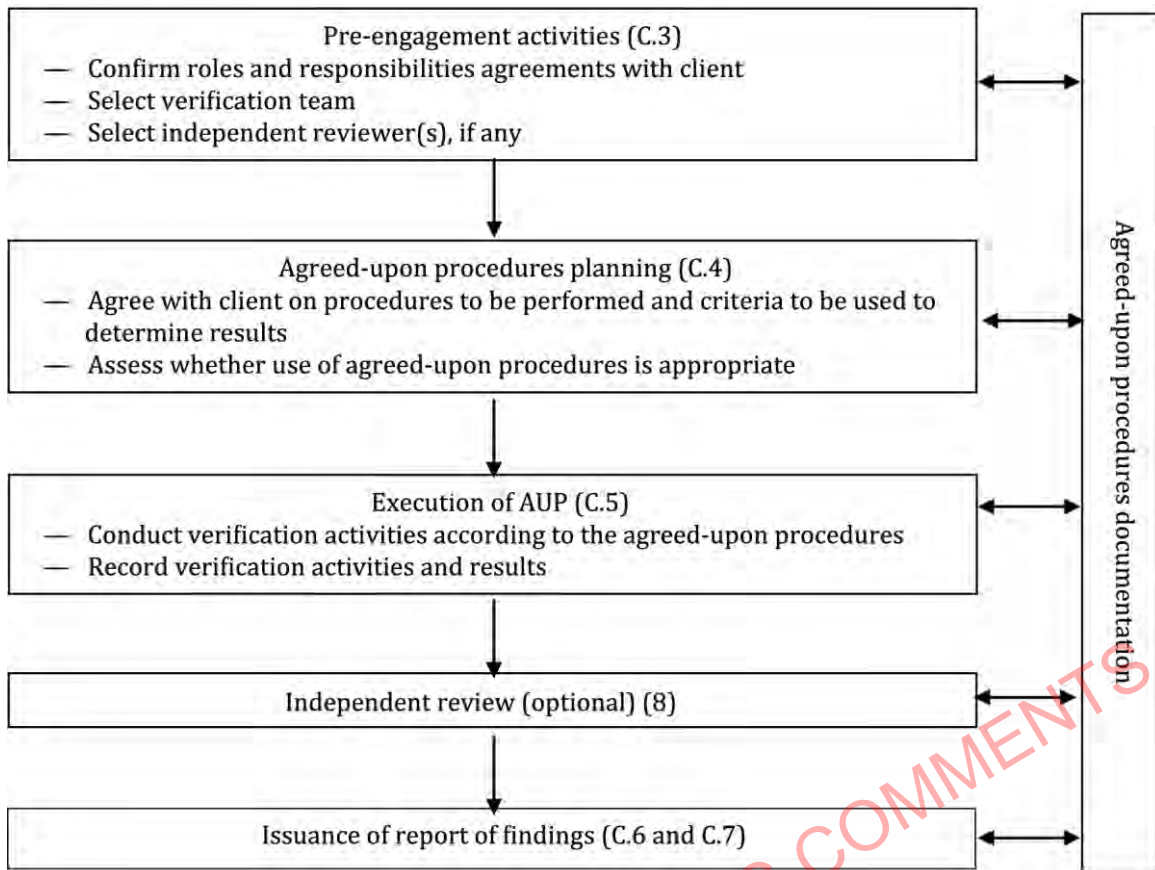 Pre-engagement activities (C.3)
— Confirm roles and responsibilities agreements with client
— Select verification team
— Select independent reviewer(s), if any
Agreed-upon procedures planning (C.4)
— Agree with client on procedures to be performed and criteria to be used to
determine results
— Assess whether use of agreed-upon procedures is appropriate
Execution of AUP (C.5)
— Conduct verification activities according to the agreed-upon procedures
— Record verification activities and results
Independent review (optional) (8)
Issuance of report of findings (C.6 and C.7)
Agreed-upon procedures documentation
COMMENTS